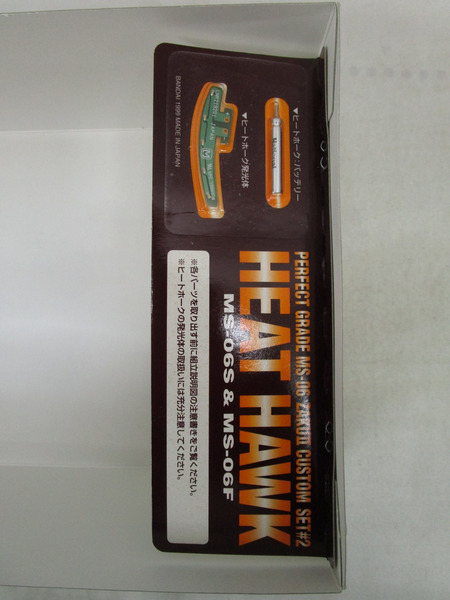 PERFECT GRADE MS-06 ZAKUII CUSTOM SET#2
HEAT HAWK
MS-06S & MS-06F
▼ヒートホーク:バッテリー
▼ヒートホーク発光体
BANDAI 1999 MADE IN JAPAN
※各パーツを取り出す前に組立説明図の注意書きをご覧ください。
※ヒートホークの発光体の取扱いには充分注意してください。